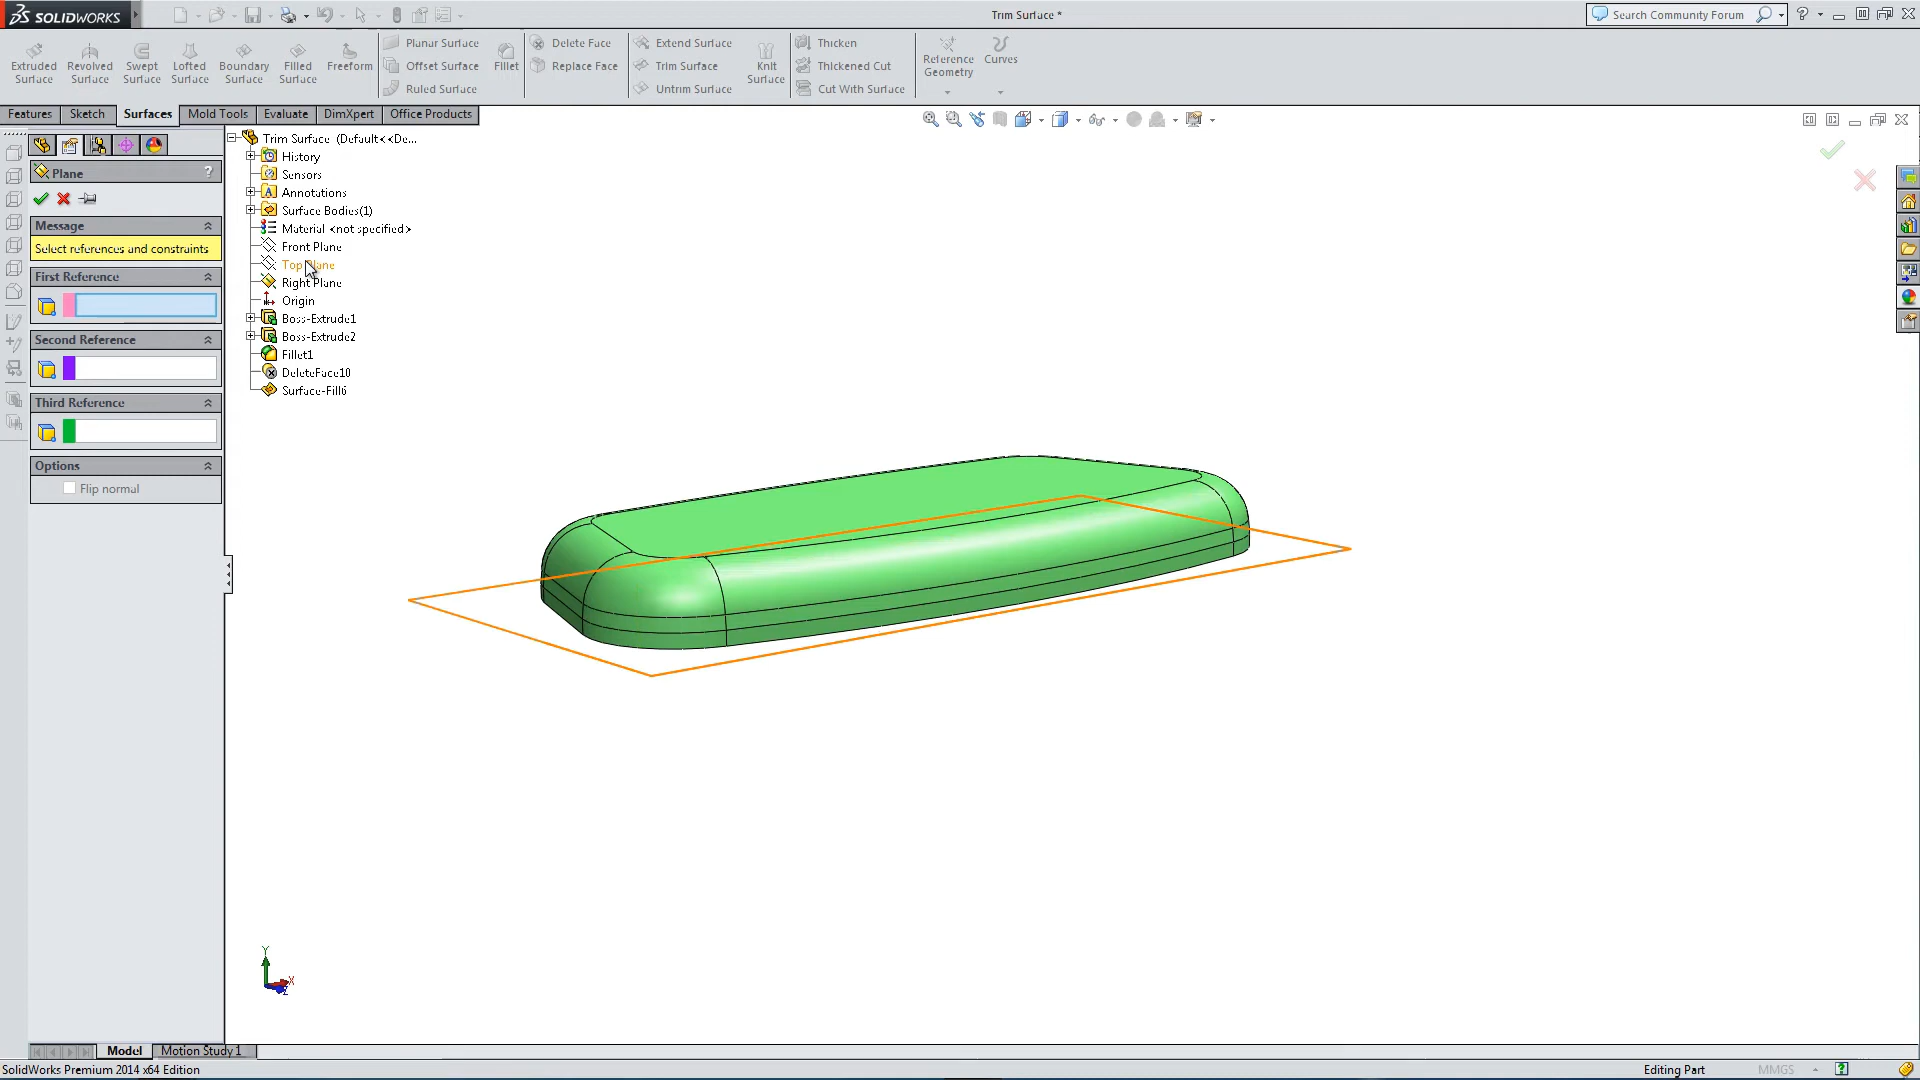 SOLIDWORKS
Trim Surface *
Search Community Forum
Extruded Surface
Revolved Surface
Swept Surface
Lofted Surface
Boundary Surface
Filled Surface
Freeform
Planar Surface
Offset Surface
Ruled Surface
Fillet
Delete Face
Replace Face
Extend Surface
Trim Surface
Untrim Surface
Knit Surface
Thicken
Thickened Cut
Cut With Surface
Reference Geometry
Curves
Features
Sketch
Surfaces
Mold Tools
Evaluate
DimXpert
Office Products
Plane
?
Message
Select references and constraints
First Reference
Second Reference
Third Reference
Options
Flip normal
Trim Surface (Default<<De...
History
Sensors
Annotations
Surface Bodies(1)
Material <not specified>
Front Plane
Top Plane
Right Plane
Origin
Boss-Extrude1
Boss-Extrude2
Fillet1
DeleteFace10
Surface-Fill6
Y
X
Z
Model
Motion Study 1
SolidWorks Premium 2014 x64 Edition
Editing Part
MMGS